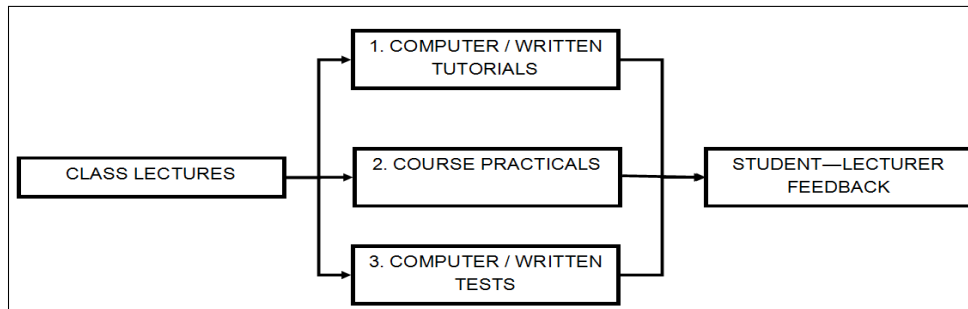 1. COMPUTER / WRITTEN
TUTORIALS
CLASS LECTURES
2. COURSE PRACTICALS
STUDENT—LECTURER
FEEDBACK
3. COMPUTER / WRITTEN
TESTS